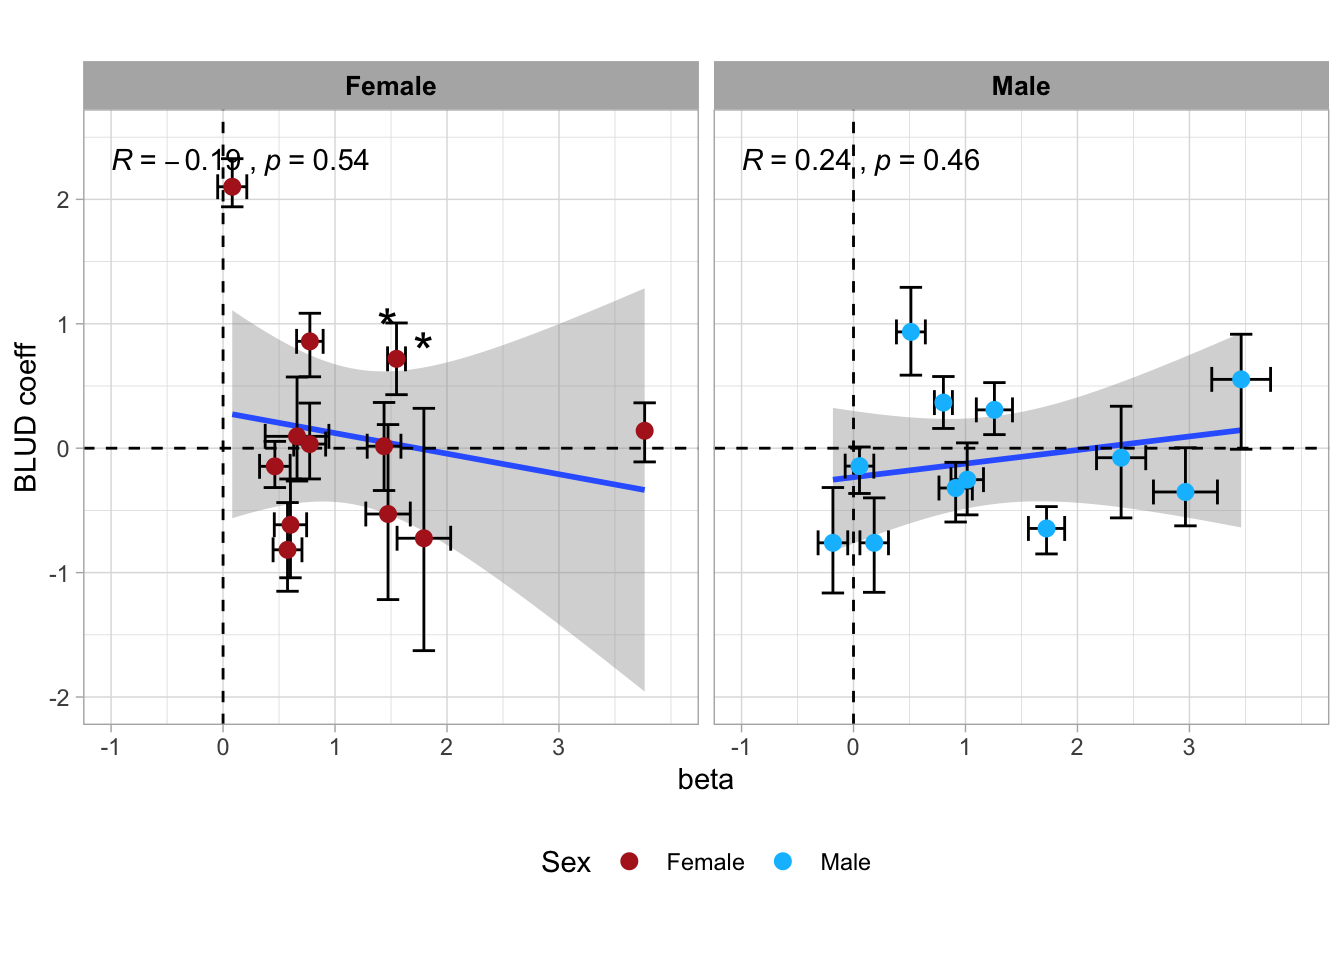 Female Male
R = −0.19 , p = 0.54 R = 0.24 , p = 0.46
2
*
1
*
0
-1
-2
BLUD coeff
-1 0 1 2 3 -1 0 1 2 3
beta
Sex Female Male